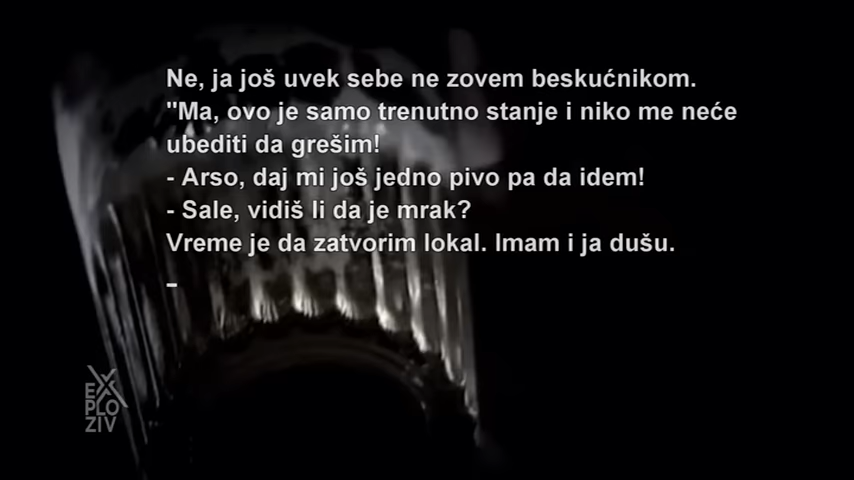 Ne, ja još uvek sebe ne zovem beskućnikom.
"Ma, ovo je samo trenutno stanje i niko me neće
ubediti da grešim!
- Arso, daj mi još jedno pivo pa da idem!
- Sale, vidiš li da je mrak?
Vreme je da zatvorim lokal. Imam i ja dušu.
-
EX
PLO
ZIV